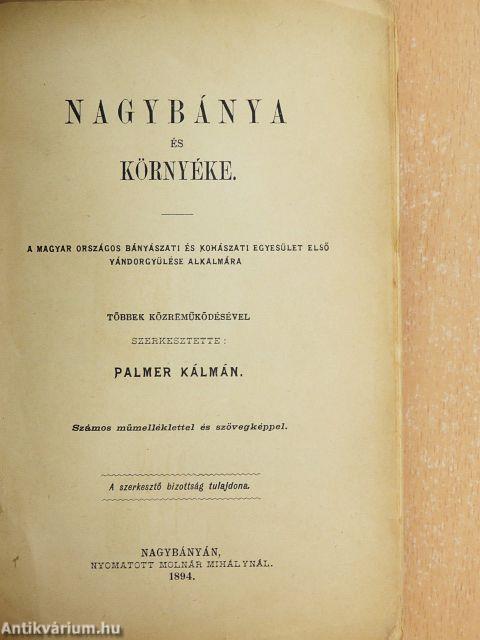 NAGYBÁNYA
ÉS
KÖRNYÉKE.
A MAGYAR ORSZÁGOS BÁNYÁSZATI ÉS KOHÁSZATI EGYESÜLET ELSŐ
VÁNDORGYÜLÉSE ALKALMÁRA
TÖBBEK KÖZREMŰKÖDÉSÉVEL
SZERKESZTETTE:
PALMER KÁLMÁN.
Számos műmelléklettel és szövegképpel.
A szerkesztő bizottság tulajdona.
NAGYBÁNYÁN,
NYOMATOTT MOLNÁR MIHÁLYNÁL.
1894.
Antikvárium.hu